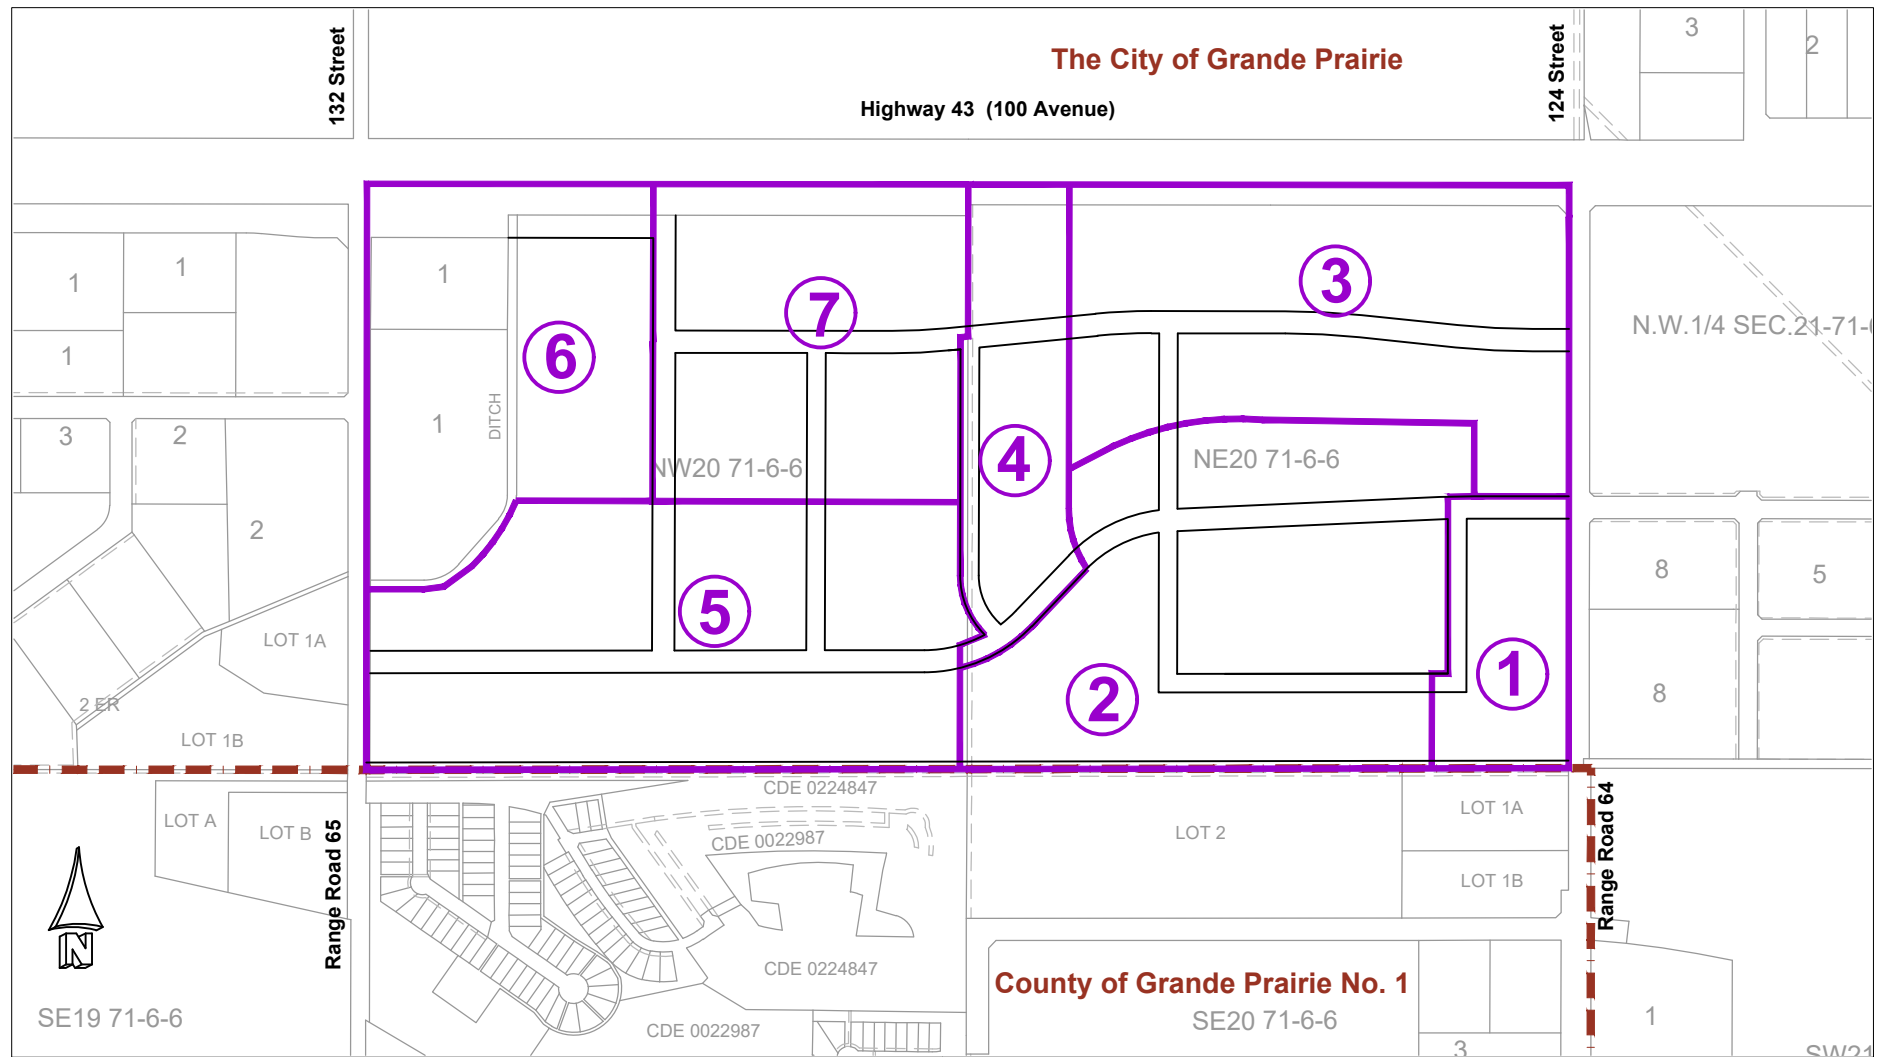 The City of Grande Prairie
Highway 43 (100 Avenue)
132 Street
124 Street
3
2
1
1
1
1
1
DITCH
6
7
3
4
NW20 71-6-6
NE20 71-6-6
N.W.1/4 SEC.21-71-
3
2
2
5
2
1
LOT 1A
2 ER
LOT 1B
8
5
8
LOT A
LOT B
Range Road 65
CDE 0224847
CDE 0022987
CDE 0224847
CDE 0022987
LOT 2
LOT 1A
LOT 1B
Range Road 64
N
SE19 71-6-6
County of Grande Prairie No. 1
SE20 71-6-6
3
1
SW21